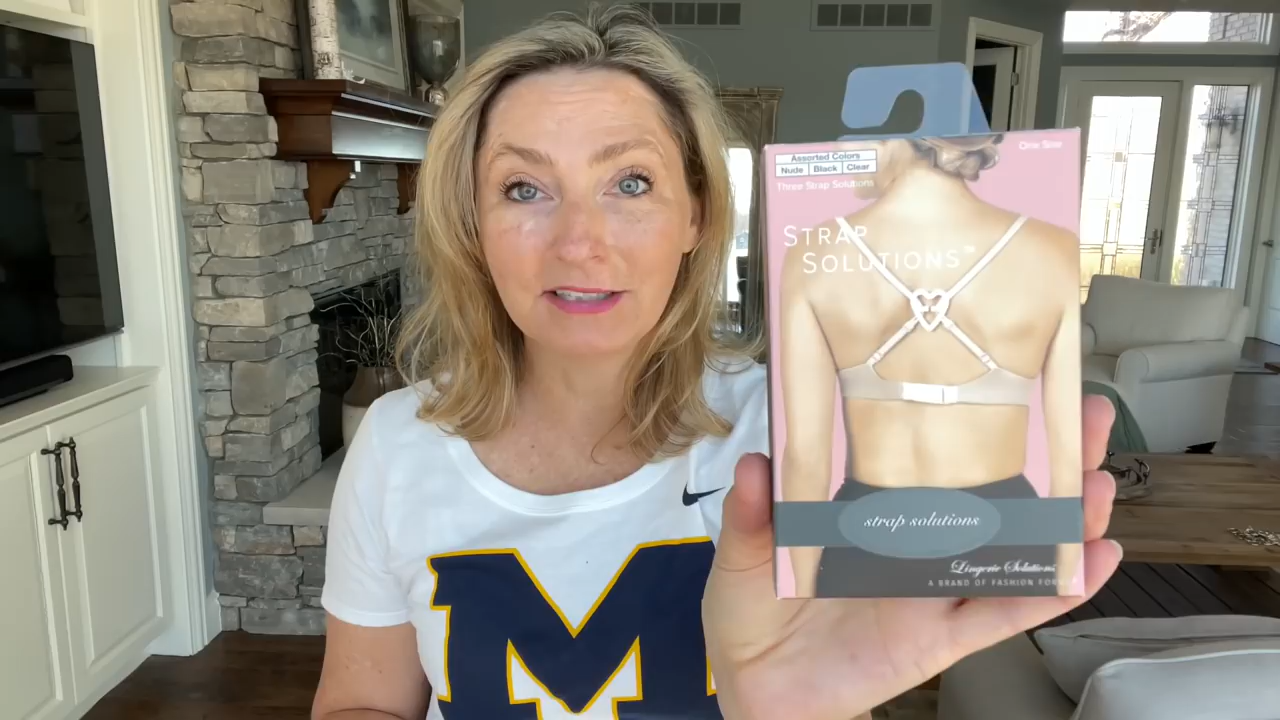 Assorted Colors
Nude Black Clear
One Size
Three Strap Solutions
STRAP
SOLUTIONS™
strap solutions
Lingerie Solutions
A BRAND OF FASHION
M